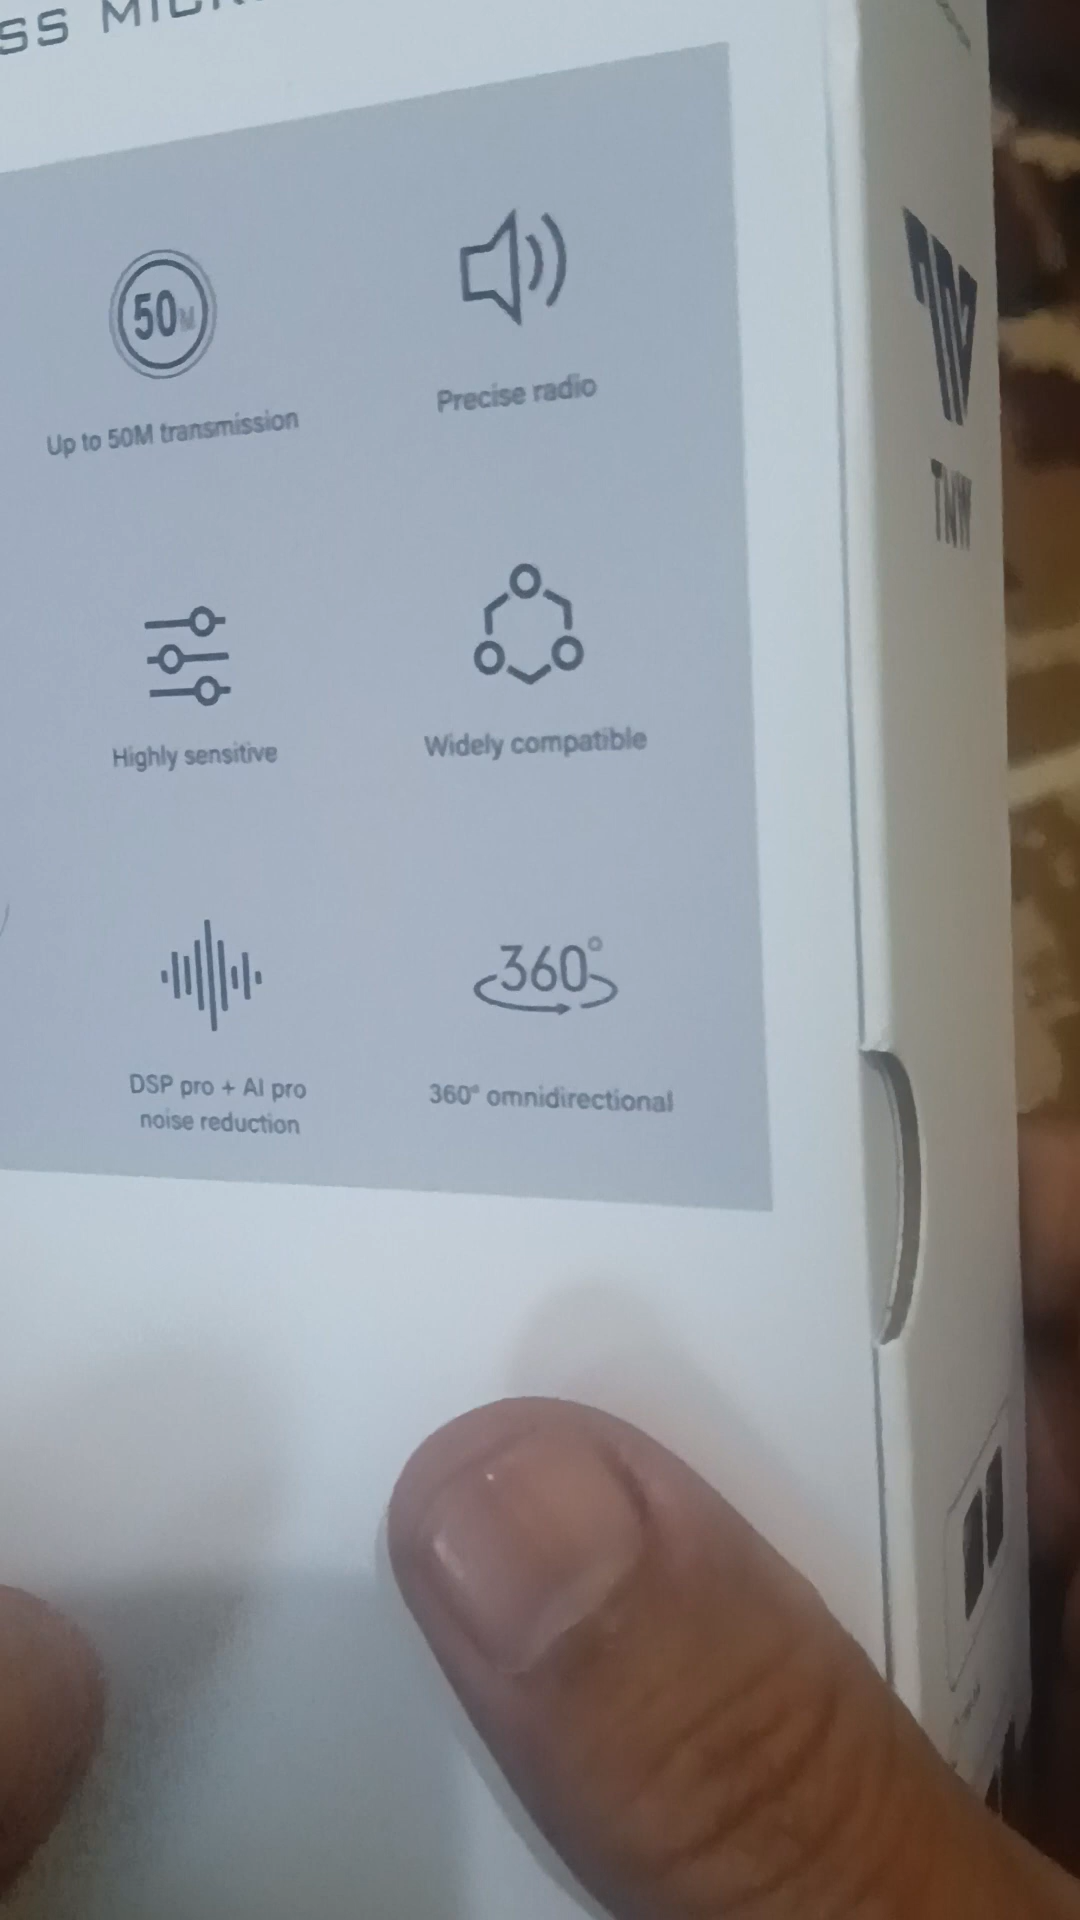 50M
Up to 50M transmission
Precise radio
Highly sensitive
Widely compatible
DSP pro + AI pro
noise reduction
360°
360° omnidirectional
TNW